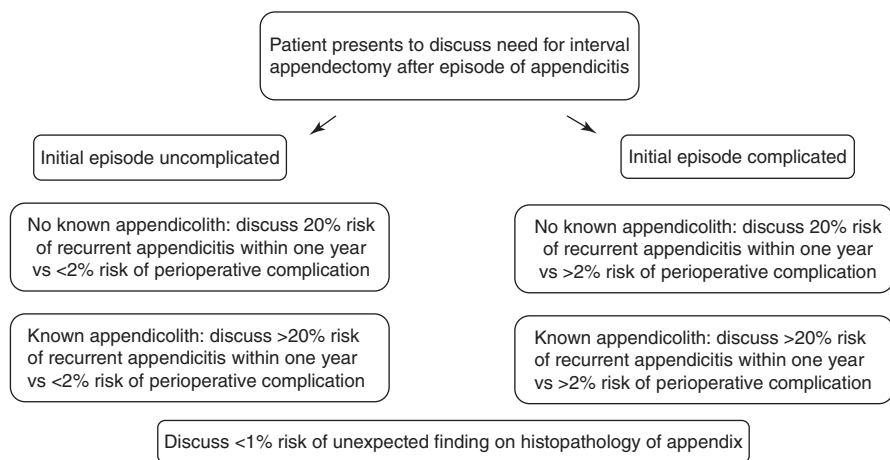 Patient presents to discuss need for interval
appendectomy after episode of appendicitis
Initial episode uncomplicated
Initial episode complicated
No known appendicolith: discuss 20% risk
of recurrent appendicitis within one year
vs <2% risk of perioperative complication
No known appendicolith: discuss 20% risk
of recurrent appendicitis within one year
vs >2% risk of perioperative complication
Known appendicolith: discuss >20% risk
of recurrent appendicitis within one year
vs <2% risk of perioperative complication
Known appendicolith: discuss >20% risk
of recurrent appendicitis within one year
vs >2% risk of perioperative complication
Discuss <1% risk of unexpected finding on histopathology of appendix